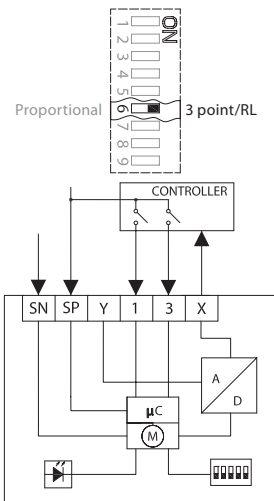 ON
1
2
3
4
5
Proportional 6 3 point/RL
7
8
9
CONTROLLER
SN SP Y 1 3 X
A
D
μC
M